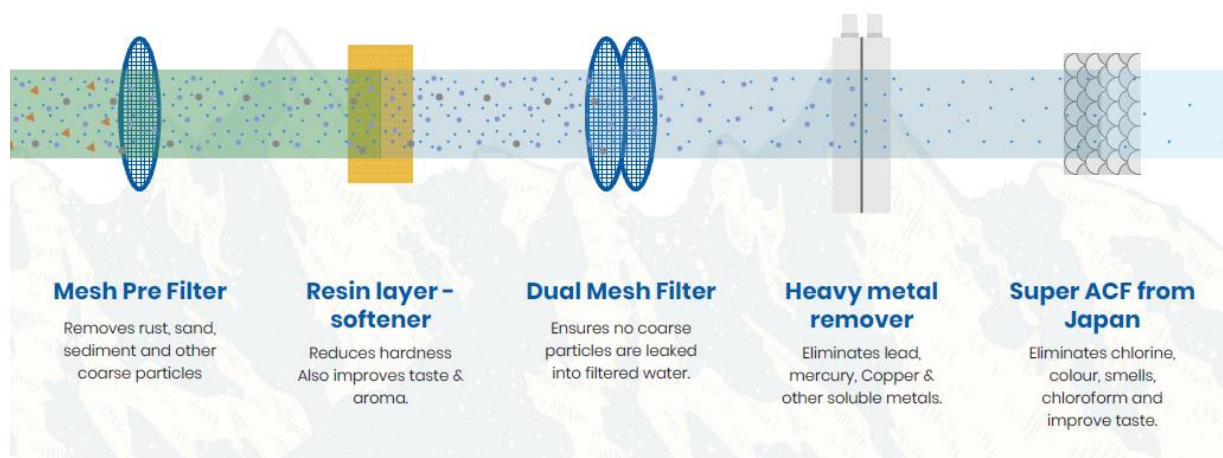 Mesh Pre Filter
Removes rust, sand,
sediment and other
coarse particles
Resin layer -
softener
Reduces hardness
Also improves taste &
aroma.
Dual Mesh Filter
Ensures no coarse
particles are leaked
into filtered water.
Heavy metal
remover
Eliminates lead,
mercury, Copper &
other soluble metals.
Super ACF from
Japan
Eliminates chlorine,
colour, smells,
chloroform and
improve taste.